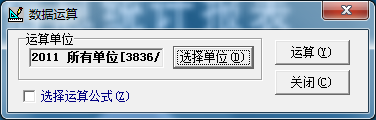 数据运算
运算单位
2011 所有单位[3836/
选择单位(D)
运算(Y)
关闭(C)
选择运算公式(Z)